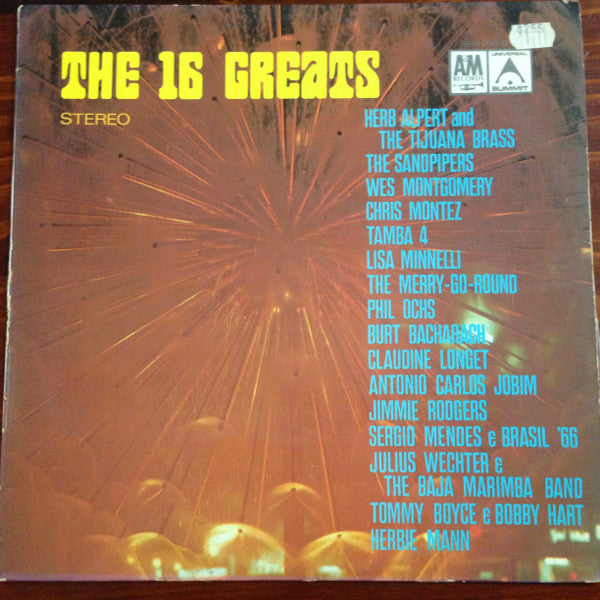 THE 16 GREATS
STEREO
A&M
RECORDS
UNIVERSAL
SUMMIT
HERB ALPERT and
THE TIJUANA BRASS
THE SANDPIPERS
WES MONTGOMERY
CHRIS MONTEZ
TAMBA 4
LISA MINNELLI
THE MERRY-GO-ROUND
PHIL OCHS
BURT BACHARACH
CLAUDINE LONGET
ANTONIO CARLOS JOBIM
JIMMIE RODGERS
SERGIO MENDES e BRASIL '66
JULIUS WECHTER e
THE BAJA MARIMBA BAND
TOMMY BOYCE e BOBBY HART
HERBIE MANN